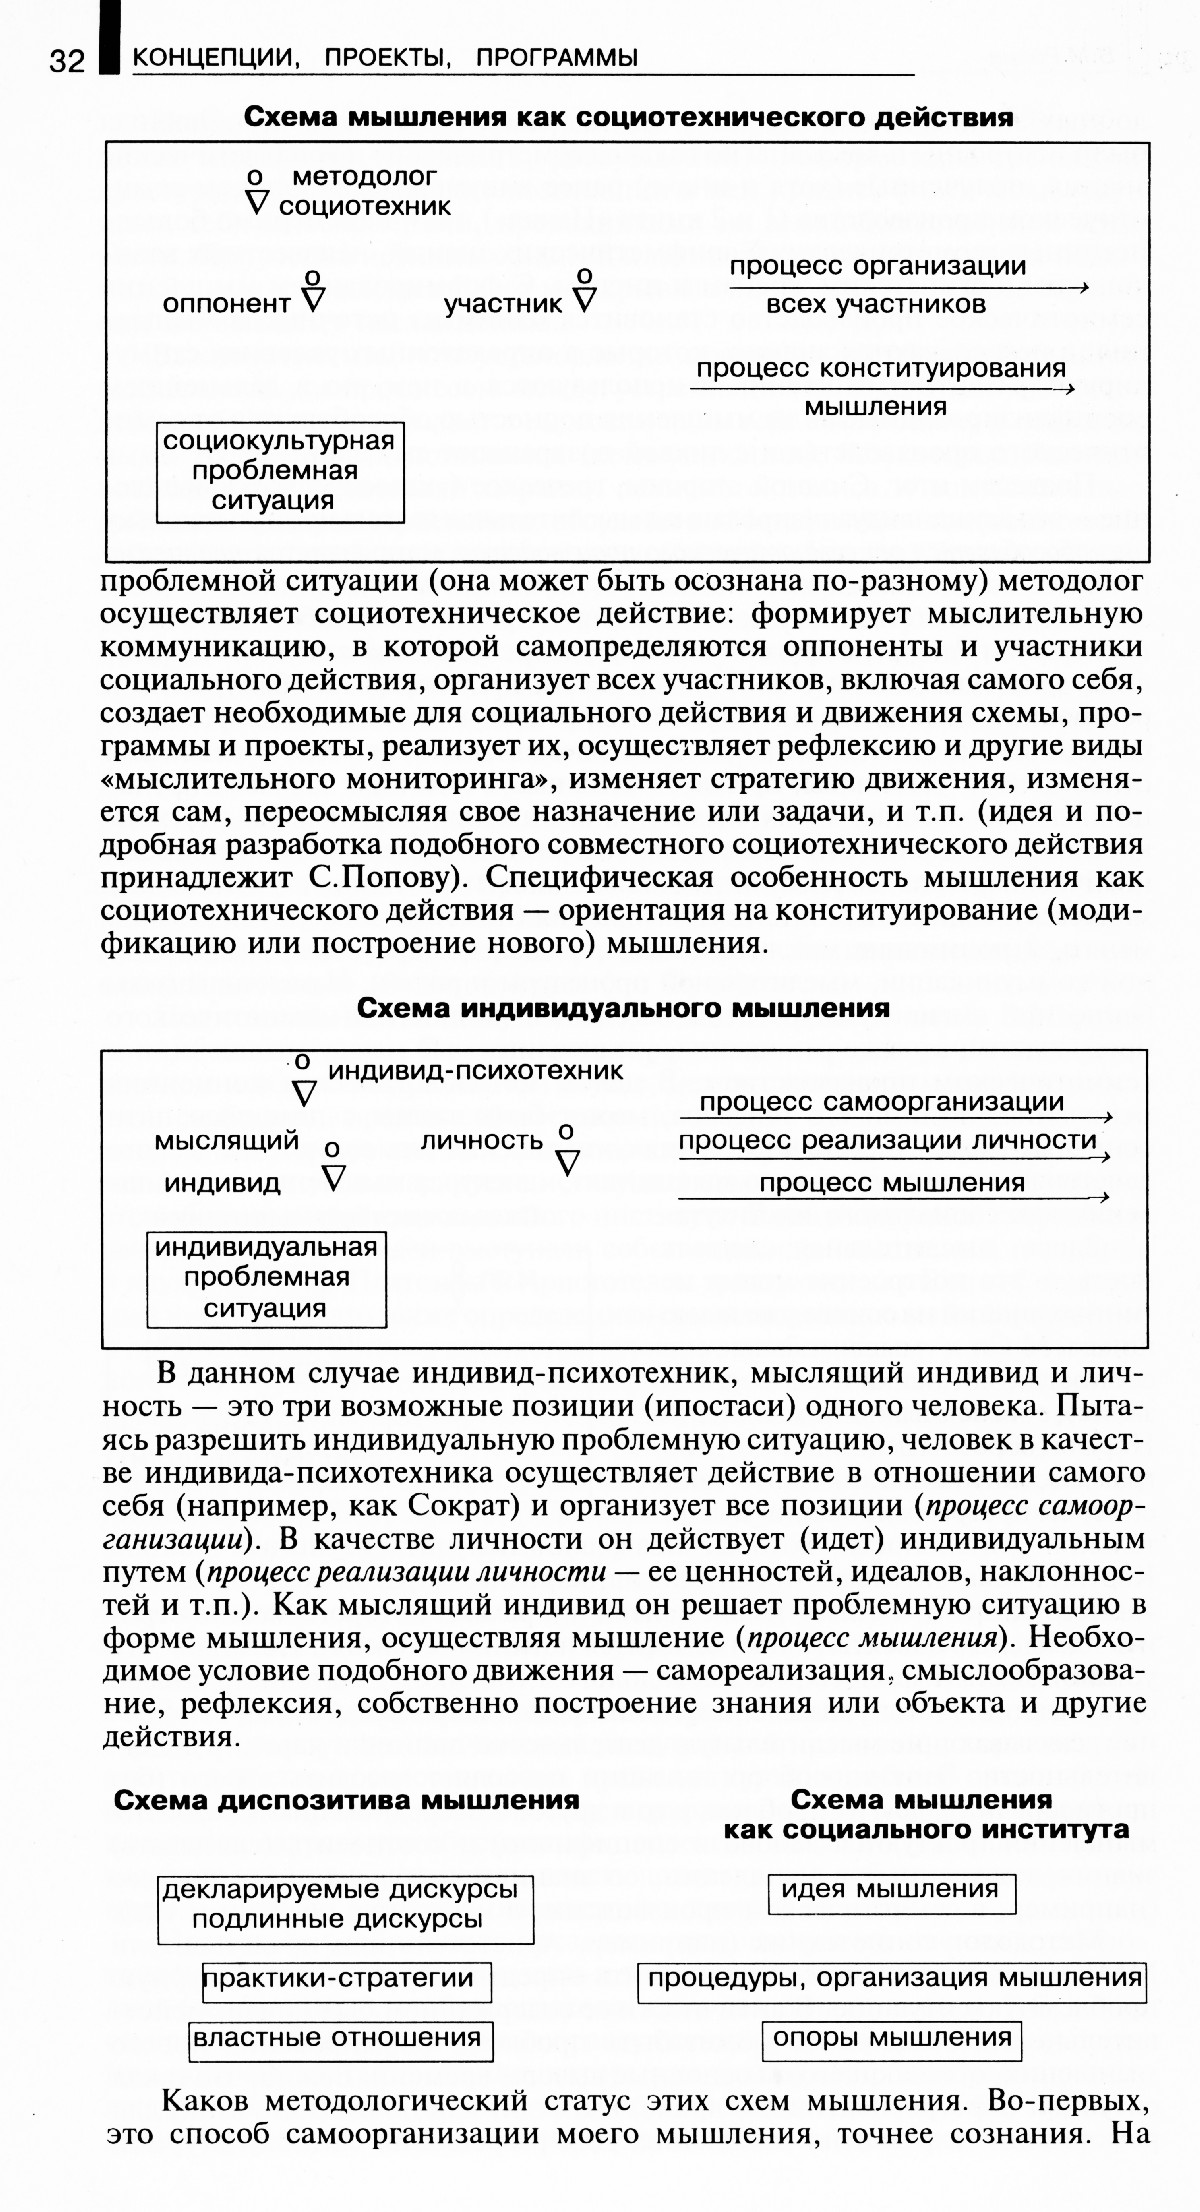 32 КОНЦЕПЦИИ, ПРОЕКТЫ, ПРОГРАММЫ
Схема мышления как социотехнического действия
методолог
социотехник
оппонент
участник
процесс организации
всех участников
процесс конституирования
мышления
социокультурная
проблемная
ситуация
проблемной ситуации (она может быть осознана по-разному) методолог
осуществляет социотехническое действие: формирует мыслительную
коммуникацию, в которой самопределяются оппоненты и участники
социального действия, организует всех участников, включая самого себя,
создает необходимые для социального действия и движения схемы, про-
граммы и проекты, реализует их, осуществляет рефлексию и другие виды
«мыслительного мониторинга», изменяет стратегию движения, изменя-
ется сам, переосмысляя свое назначение или задачи, и т.п. (идея и по-
дробная разработка подобного совместного социотехнического действия
принадлежит С.Попову). Специфическая особенность мышления как
социотехнического действия — ориентация на конституирование (моди-
фикацию или построение нового) мышления.
Схема индивидуального мышления
индивид-психотехник
мыслящий
индивид
личность
процесс самоорганизации
процесс реализации личности
процесс мышления
индивидуальная
проблемная
ситуация
В данном случае индивид-психотехник, мыслящий индивид и лич-
ность — это три возможные позиции (ипостаси) одного человека. Пыта-
ясь разрешить индивидуальную проблемную ситуацию, человек в качест-
ве индивида-психотехника осуществляет действие в отношении самого
себя (например, как Сократ) и организует все позиции (процесс самоор-
ганизации). В качестве личности он действует (идет) индивидуальным
путем (процесс реализации личности — ее ценностей, идеалов, наклоннос-
тей и т.п.). Как мыслящий индивид он решает проблемную ситуацию в
форме мышления, осуществляя мышление (процесс мышления). Необхо-
димое условие подобного движения — самореализация, смыслообразова-
ние, рефлексия, собственно построение знания или объекта и другие
действия.
Схема диспозитива мышления
декларируемые дискурсы
подлинные дискурсы
практики-стратегии
властные отношения
Схема мышления
как социального института
идея мышления
процедуры, организация мышления
опоры мышления
Каков методологический статус этих схем мышления. Во-первых,
это способ самоорганизации моего мышления, точнее сознания. На